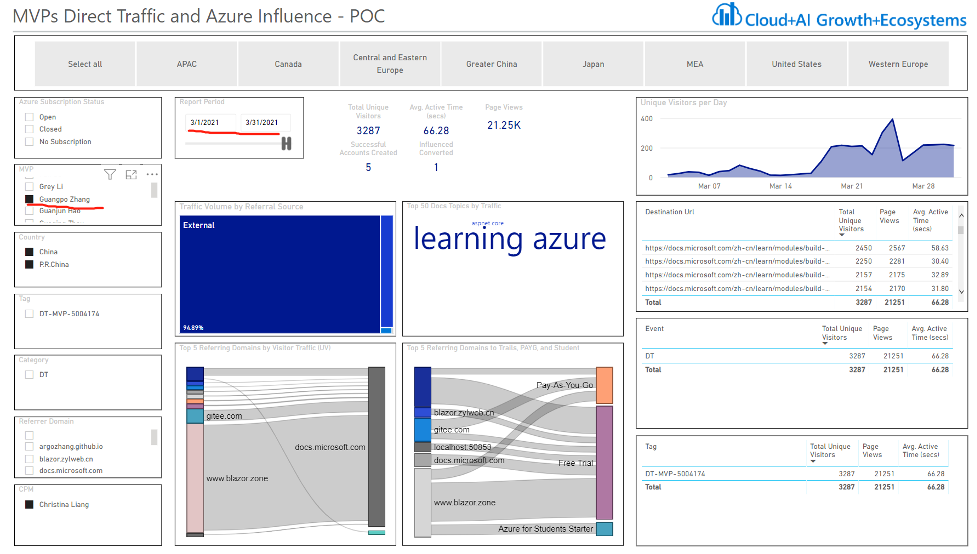 MVPs Direct Traffic and Azure Influence - POC
Cloud+AI Growth+Ecosystems
Select all
APAC
Canada
Central and Eastern
Europe
Greater China
Japan
MEA
United States
Western Europe
Azure Subscription Status
Open
Closed
No Subscription
Report Period
3/1/2021
3/31/2021
Total Unique
Visitors
3287
Avg. Active Time
(secs)
66.28
Page Views
21.25K
Successful
Accounts Created
5
Influenced
Converted
1
Unique Visitors per Day
400
200
0
Mar 07
Mar 14
Mar 21
Mar 28
MVP
Grey Li
Guangpo Zhang
Guanjun Hao
Country
China
P.R.China
Tag
DT-MVP-5004174
Category
DT
Referrer Domain
argozhang.github.io
blazor.zylweb.cn
docs.microsoft.com
CPM
Christina Liang
Traffic Volume by Referral Source
External
94.89%
Top 50 Docs Topics by Traffic
aspnet core
learning azure
Destination Url
Total
Unique
Visitors
Page
Views
Avg. Active
Time
(secs)
https://docs.microsoft.com/zh-cn/learn/modules/build-... 2450 2567 58.63
https://docs.microsoft.com/zh-cn/learn/modules/build-... 2250 2281 30.40
https://docs.microsoft.com/zh-cn/learn/modules/build-... 2157 2175 32.89
https://docs.microsoft.com/zh-cn/learn/modules/build-... 2154 2170 31.80
Total 3287 21251 66.28
Top 5 Referring Domains by Visitor Traffic (UV)
gitee.com
docs.microsoft.com
www.blazor.zone
Top 5 Referring Domains to Trails, PAYG, and Student
Pay-As-You-Go
blazor.zylweb.cn
gitee.com
localhost:50853
docs.microsoft.com
Free Trial
www.blazor.zone
Azure for Students Starter
Event
Total Unique
Visitors
Page
Views
Avg. Active
Time (secs)
DT 3287 21251 66.28
Total 3287 21251 66.28
Tag
Total Unique
Visitors
Page
Views
Avg. Active
Time (secs)
DT-MVP-5004174 3287 21251 66.28
Total 3287 21251 66.28